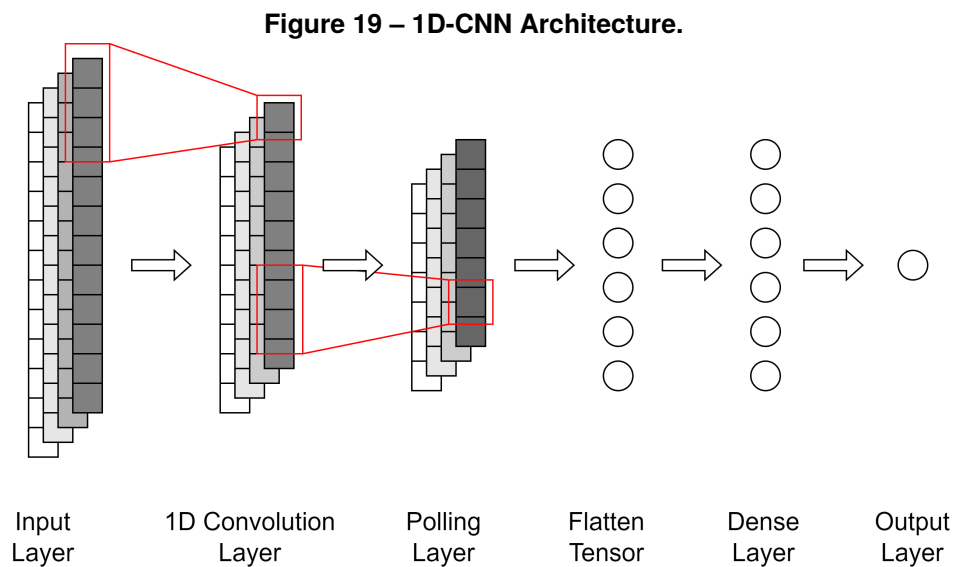 Figure 19 – 1D-CNN Architecture.
Input
Layer
1D Convolution
Layer
Polling
Layer
Flatten
Tensor
Dense
Layer
Output
Layer